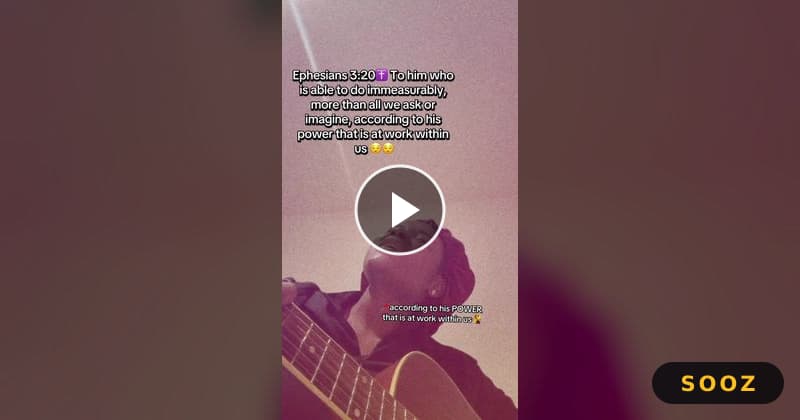 Ephesians 3:20✝️ To him who
is able to do immeasurably,
more than all we ask or
imagine, according to his
power that is at work within
us 😔😔
according to his POWER
that is at work within us
SOOZ